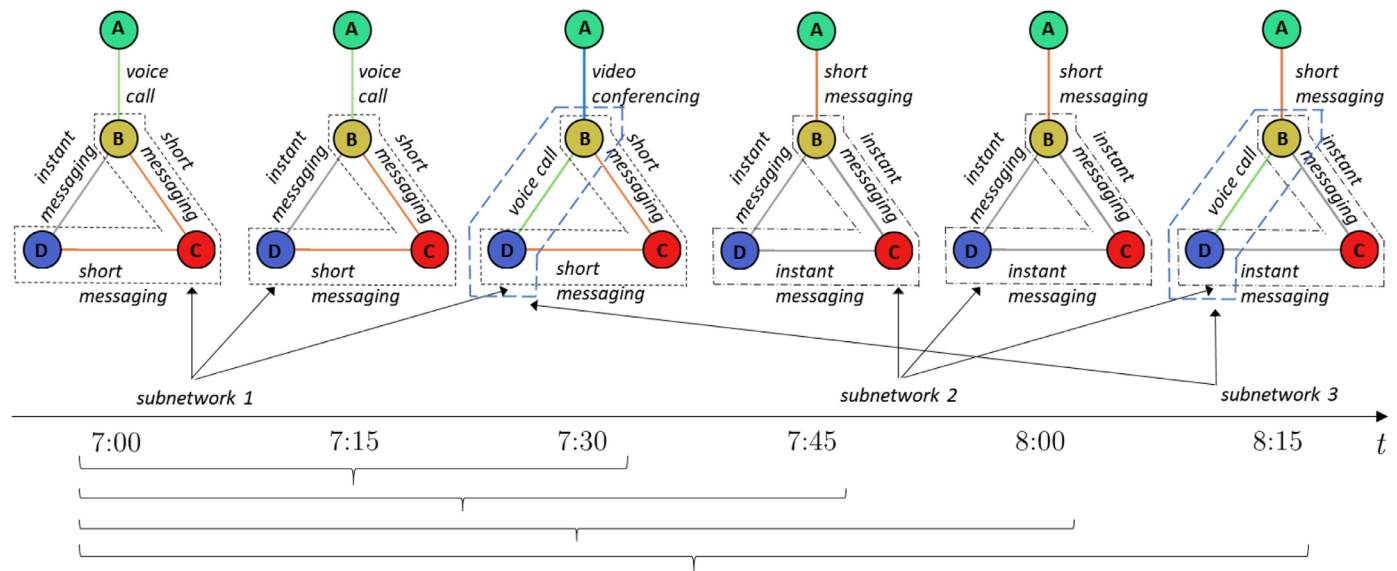 A
voice
call
instant
messaging
B
short
messaging
D
C
short
messaging
A
voice
call
instant
messaging
B
short
messaging
D
C
short
messaging
A
video
conferencing
voice call
B
short
messaging
D
C
short
messaging
A
short
messaging
instant
messaging
B
instant
messaging
D
C
instant
messaging
A
short
messaging
instant
messaging
B
instant
messaging
D
C
instant
messaging
A
short
messaging
voice call
B
instant
messaging
D
C
instant
messaging
subnetwork 1
subnetwork 2
subnetwork 3
7:00
7:15
7:30
7:45
8:00
8:15
t